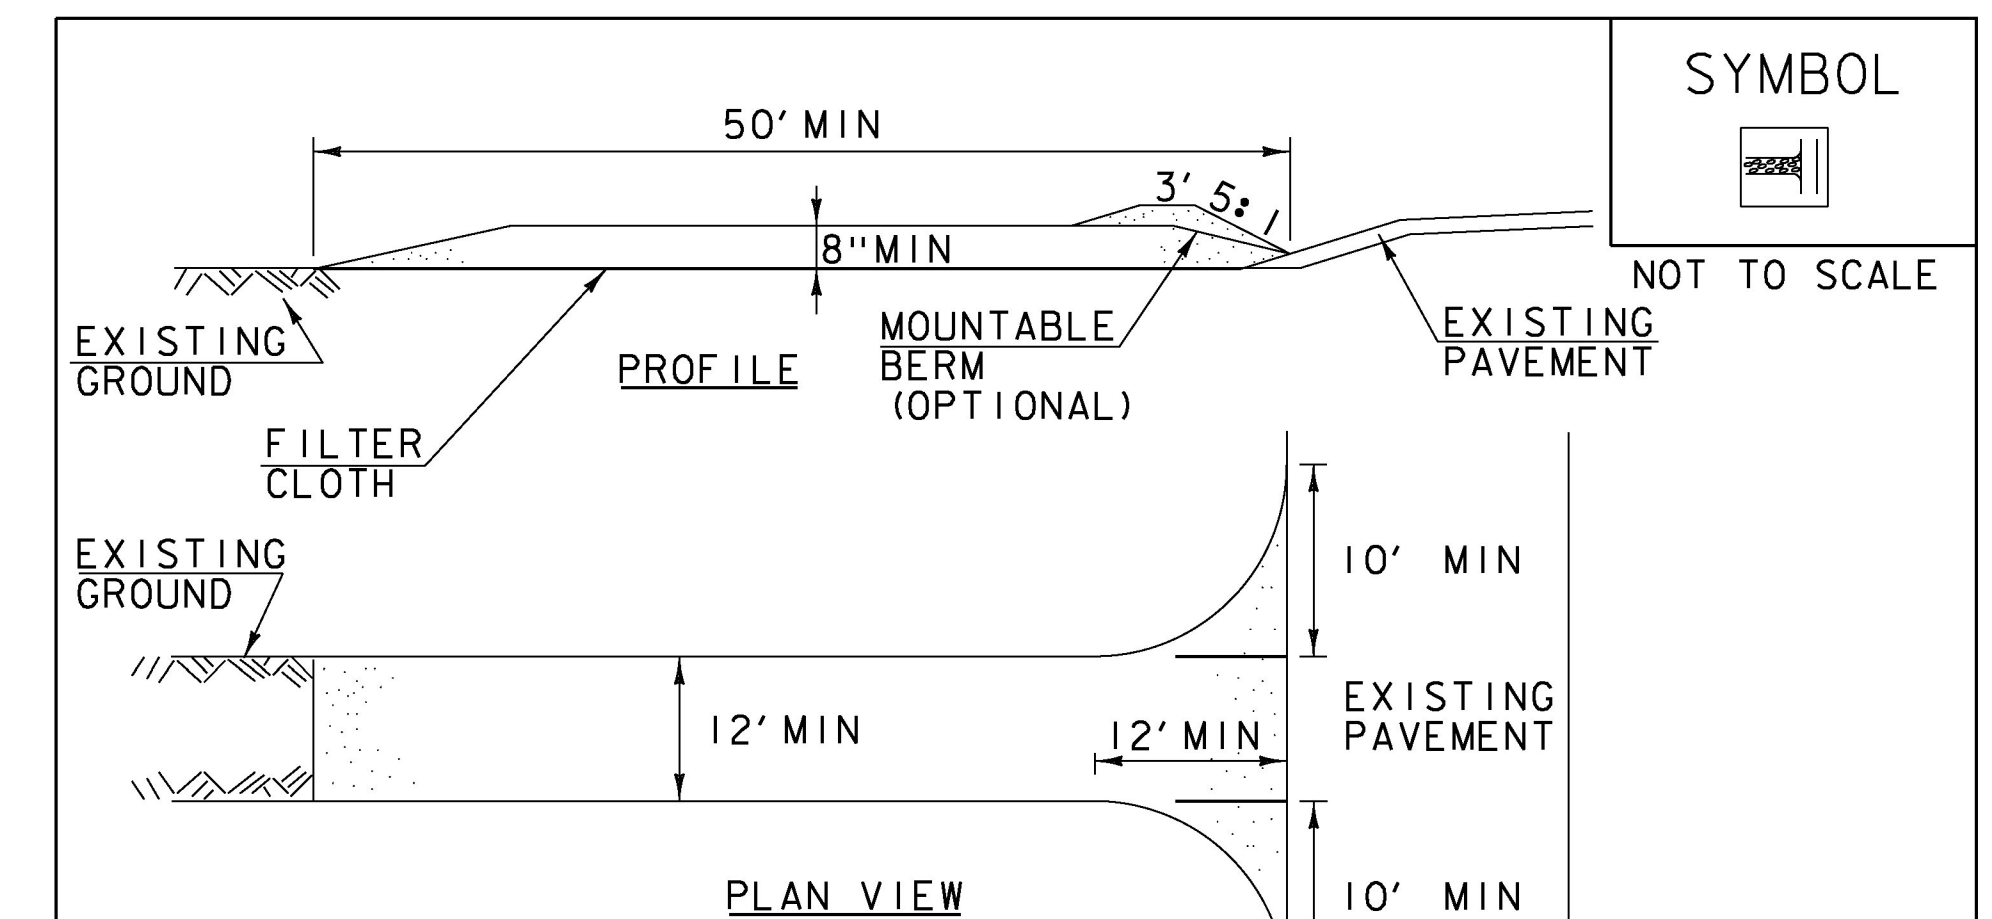 SYMBOL
50' MIN
3' 5:1
8" MIN
NOT TO SCALE
EXISTING
GROUND
PROFILE
MOUNTABLE
BERM
(OPTIONAL)
EXISTING
PAVEMENT
FILTER
CLOTH
EXISTING
GROUND
10' MIN
12' MIN
12' MIN
EXISTING
PAVEMENT
PLAN VIEW
10' MIN